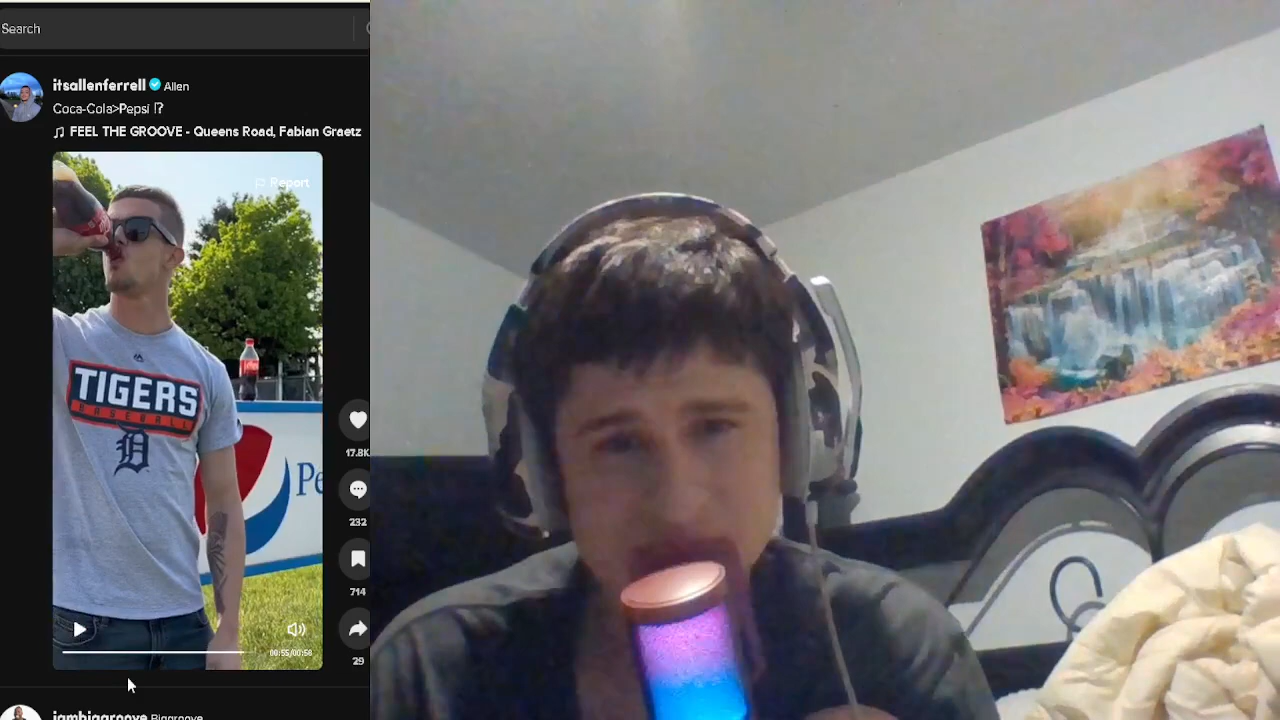 Search
itsallenferrell Allen
Coca-Cola>Pepsi !?
FEEL THE GROOVE - Queens Road, Fabian Graetz
Report
TIGERS
BASEBALL
D
Pe
17.8K
232
714
29
00:55/00:58
iambiggroove Biggroove